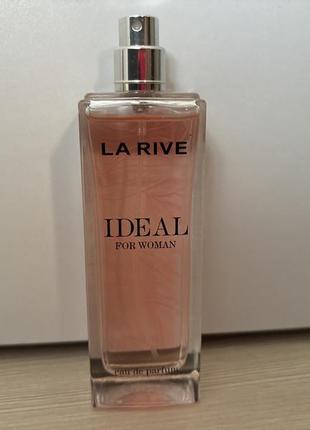 LA RIVE
IDEAL
FOR WOMAN
eau de parfum